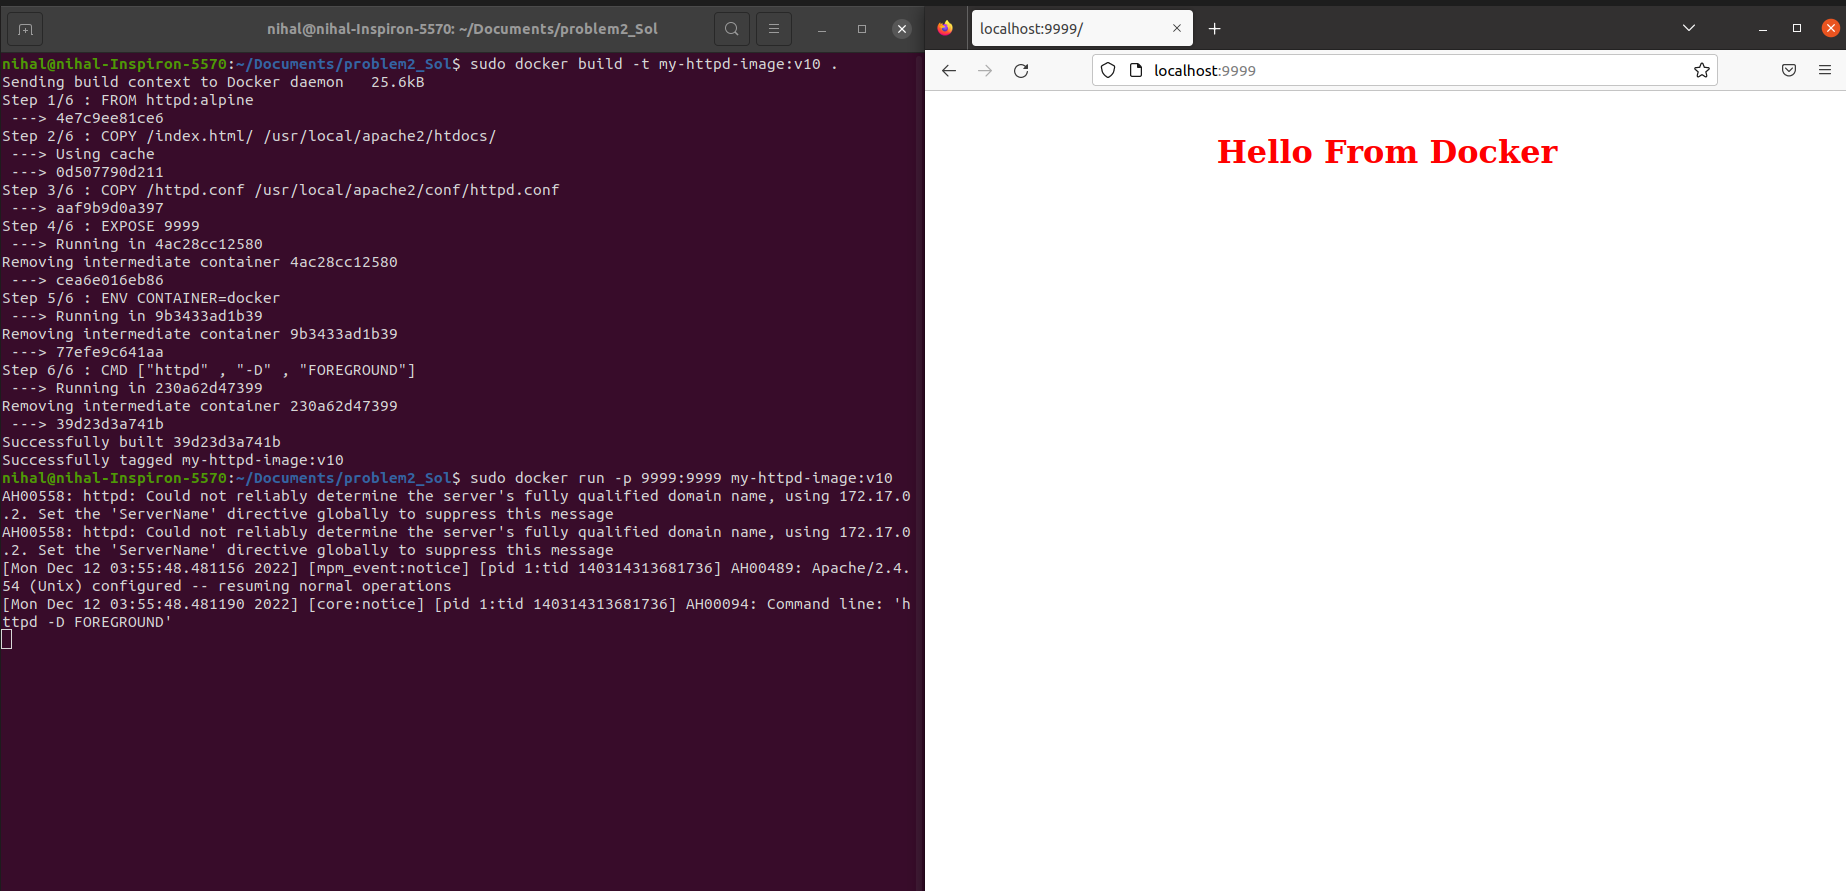 nihal@nihal-Inspiron-5570: ~/Documents/problem2_Sol
nihal@nihal-Inspiron-5570:~/Documents/problem2_Sol$ sudo docker build -t my-httpd-image:v10 .
Sending build context to Docker daemon   25.6kB
Step 1/6 : FROM httpd:alpine
 ---> 4e7c9ee81ce6
Step 2/6 : COPY /index.html/ /usr/local/apache2/htdocs/
 ---> Using cache
 ---> 0d507790d211
Step 3/6 : COPY /httpd.conf /usr/local/apache2/conf/httpd.conf
 ---> aaf9b9d0a397
Step 4/6 : EXPOSE 9999
 ---> Running in 4ac28cc12580
Removing intermediate container 4ac28cc12580
 ---> cea6e016eb86
Step 5/6 : ENV CONTAINER=docker
 ---> Running in 9b3433ad1b39
Removing intermediate container 9b3433ad1b39
 ---> 77efe9c641aa
Step 6/6 : CMD ["httpd" , "-D" , "FOREGROUND"]
 ---> Running in 230a62d47399
Removing intermediate container 230a62d47399
 ---> 39d23d3a741b
Successfully built 39d23d3a741b
Successfully tagged my-httpd-image:v10
nihal@nihal-Inspiron-5570:~/Documents/problem2_Sol$ sudo docker run -p 9999:9999 my-httpd-image:v10
AH00558: httpd: Could not reliably determine the server's fully qualified domain name, using 172.17.0
.2. Set the 'ServerName' directive globally to suppress this message
AH00558: httpd: Could not reliably determine the server's fully qualified domain name, using 172.17.0
.2. Set the 'ServerName' directive globally to suppress this message
[Mon Dec 12 03:55:48.481156 2022] [mpm_event:notice] [pid 1:tid 140314313681736] AH00489: Apache/2.4.
54 (Unix) configured -- resuming normal operations
[Mon Dec 12 03:55:48.481190 2022] [core:notice] [pid 1:tid 140314313681736] AH00094: Command line: 'h
ttpd -D FOREGROUND'
localhost:9999/
localhost:9999
Hello From Docker